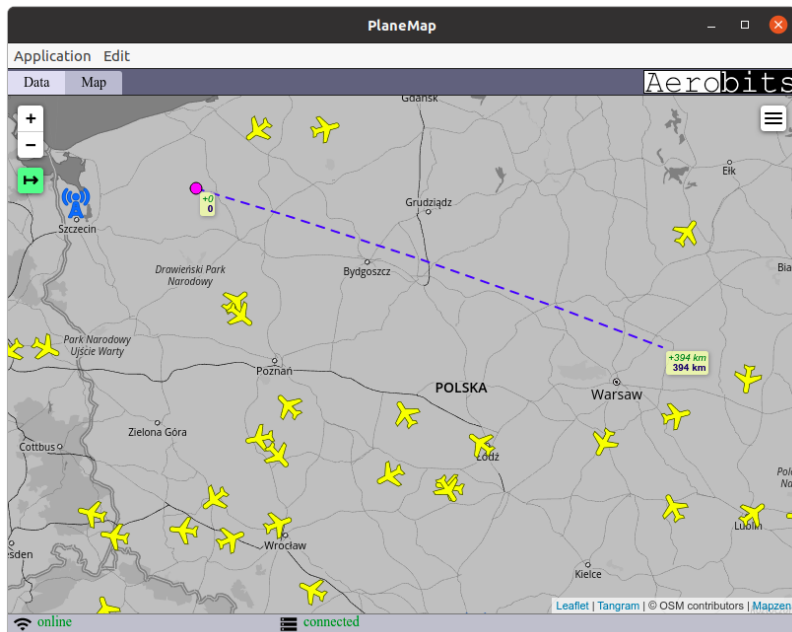 PlaneMap
Application Edit
Data Map
Aerobits
Gdańsk
+
−
Ełk
+0
0
Grudziądz
Szczecin
Drawieński Park
Narodowy
Bydgoszcz
Park Narodowy
Ujście Warty
+394 km
394 km
Poznań
POLSKA
Warsaw
Zielona Góra
Cottbus
Łódź
Lublin
Wrocław
esden
Kielce
Leaflet | Tangram | © OSM contributors | Mapzen
online
connected